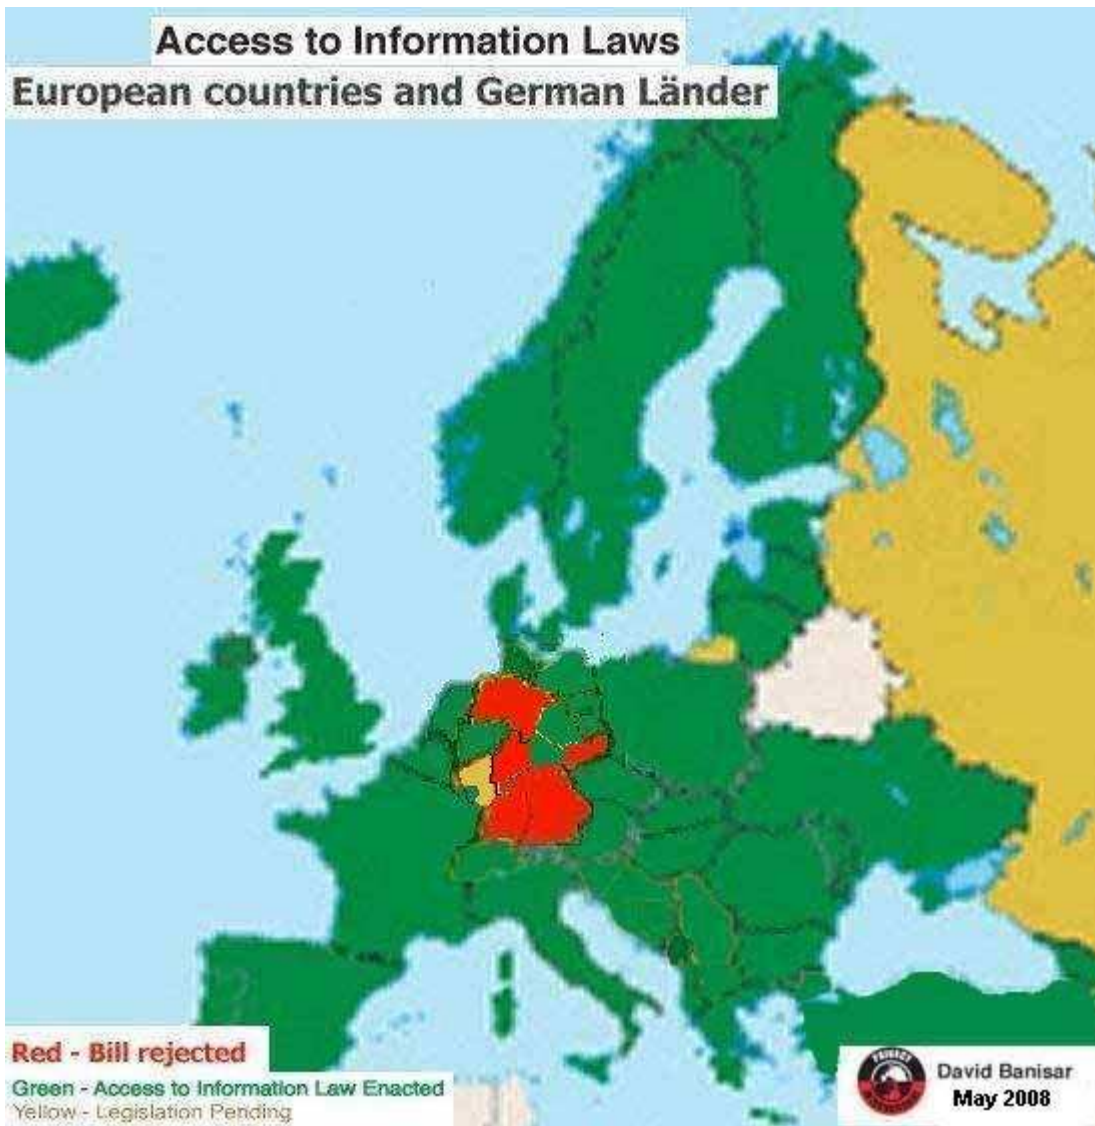 Access to Information Laws
European countries and German Länder
Red - Bill rejected
Green - Access to Information Law Enacted
Yellow - Legislation Pending
PRIVACY
David Banisar
May 2008